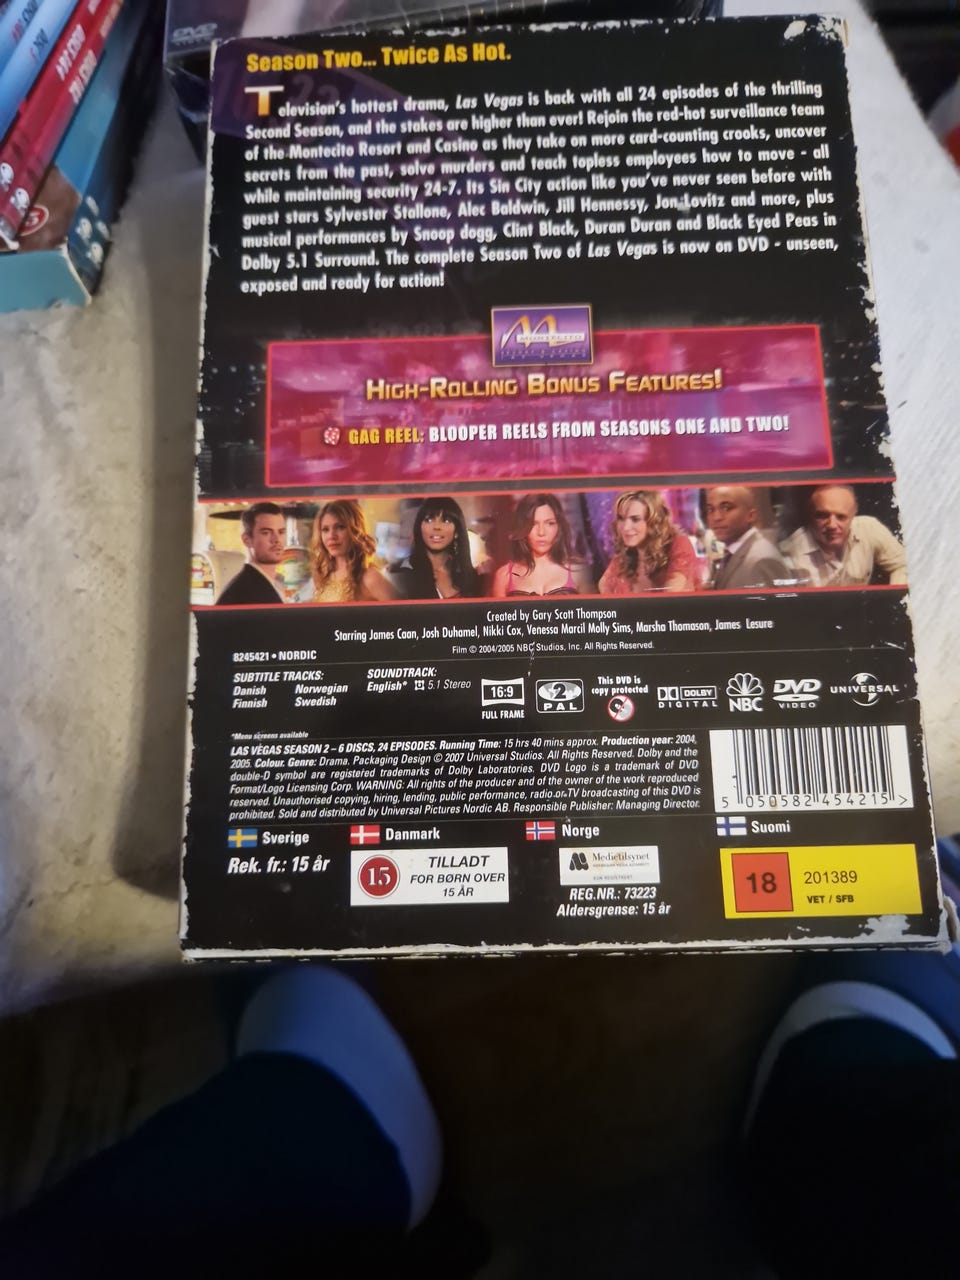 Season Two... Twice As Hot.
Television's hottest drama, Las Vegas is back with all 24 episodes of the thrilling
Second Season, and the stakes are higher than ever! Rejoin the red-hot surveillance team
of the Montecito Resort and Casino as they take on more card-counting crooks, uncover
secrets from the past, solve murders and teach topless employees how to move - all
while maintaining security 24-7. Its Sin City action like you've never seen before with
guest stars Sylvester Stallone, Alec Baldwin, Jill Hennessy, Jon Lovitz and more, plus
musical performances by Snoop dogg, Clint Black, Duran Duran and Black Eyed Peas in
Dolby 5.1 Surround. The complete Season Two of Las Vegas is now on DVD - unseen,
exposed and ready for action!
MONTECITO
HIGH-ROLLING BONUS FEATURES!
GAG REEL: BLOOPER REELS FROM SEASONS ONE AND TWO!
Created by Gary Scott Thompson
Starring James Caan, Josh Duhamel, Nikki Cox, Venessa Marcil Molly Sims, Marsha Thomason, James Lesure
Film © 2004/2005 NBC Studios, Inc. All Rights Reserved.
8245421 • NORDIC
SUBTITLE TRACKS:
Danish Norwegian
Finnish Swedish
SOUNDTRACK:
English* 5.1 Stereo
16:9
FULL FRAME
2
PAL
This DVD is
copy protected
DOLBY
DIGITAL
NBC
DVD
VIDEO
UNIVERSAL
*Menu screens available
LAS VEGAS SEASON 2 – 6 DISCS, 24 EPISODES. Running Time: 15 hrs 40 mins approx. Production year: 2004,
2005. Colour. Genre: Drama. Packaging Design © 2007 Universal Studios. All Rights Reserved. Dolby and the
double-D symbol are registered trademarks of Dolby Laboratories. DVD Logo is a trademark of DVD
Format/Logo Licensing Corp. WARNING: All rights of the producer and of the owner of the work reproduced
reserved. Unauthorised copying, hiring, lending, public performance, radio or TV broadcasting of this DVD is
prohibited. Sold and distributed by Universal Pictures Nordic AB. Responsible Publisher: Managing Director.
5 050582 454215 >
Sverige
Rek. fr.: 15 år
Danmark
15
TILLADT
FOR BØRN OVER
15 ÅR
Norge
Medietilsynet
REG.NR.: 73223
Aldersgrense: 15 år
Suomi
18
201389
VET / SFB